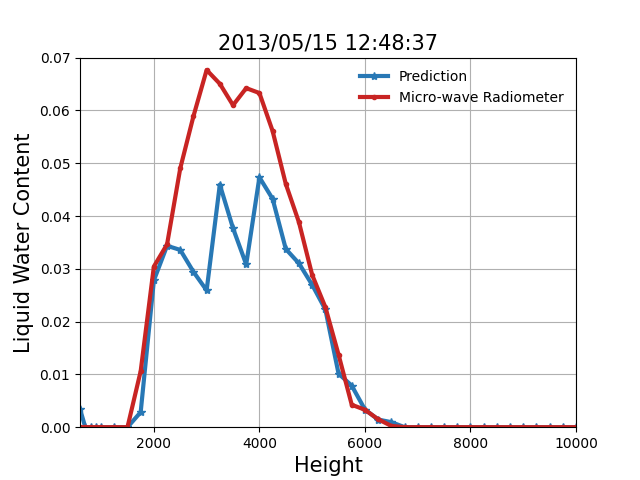 2013/05/15 12:48:37
Prediction
Micro-wave Radiometer
Liquid Water Content
0.07
0.06
0.05
0.04
0.03
0.02
0.01
0.00
2000 4000 6000 8000 10000
Height